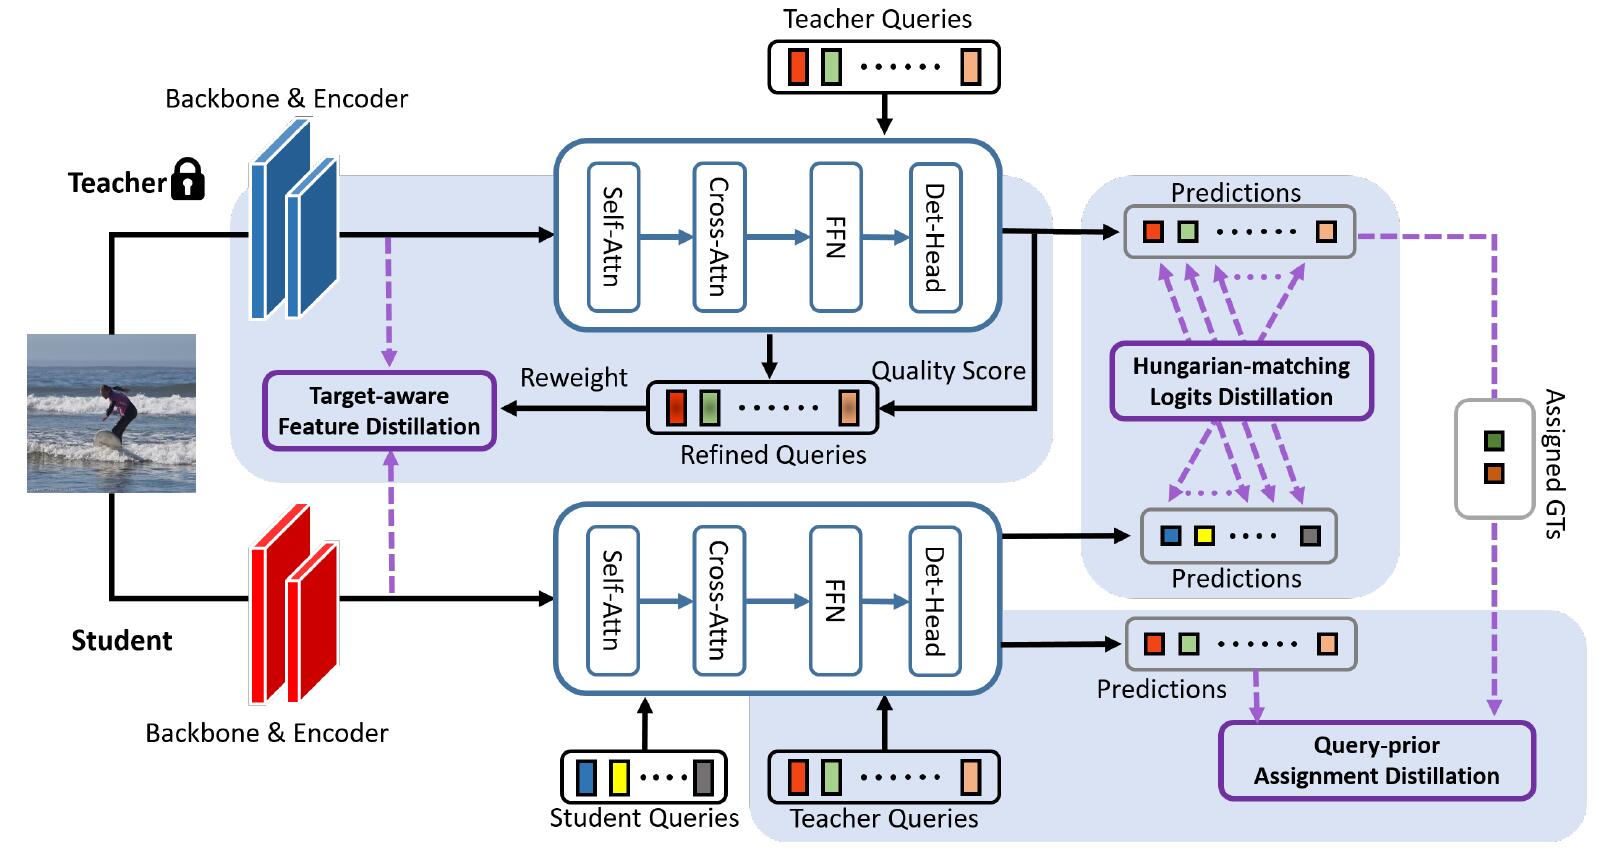 Teacher Queries
Backbone & Encoder
Teacher
Self-Attn
Cross-Attn
FFN
Det-Head
Predictions
Target-aware
Feature Distillation
Reweight
Quality Score
Refined Queries
Hungarian-matching
Logits Distillation
Assigned GTs
Student
Backbone & Encoder
Self-Attn
Cross-Attn
FFN
Det-Head
Predictions
Predictions
Query-prior
Assignment Distillation
Student Queries
Teacher Queries